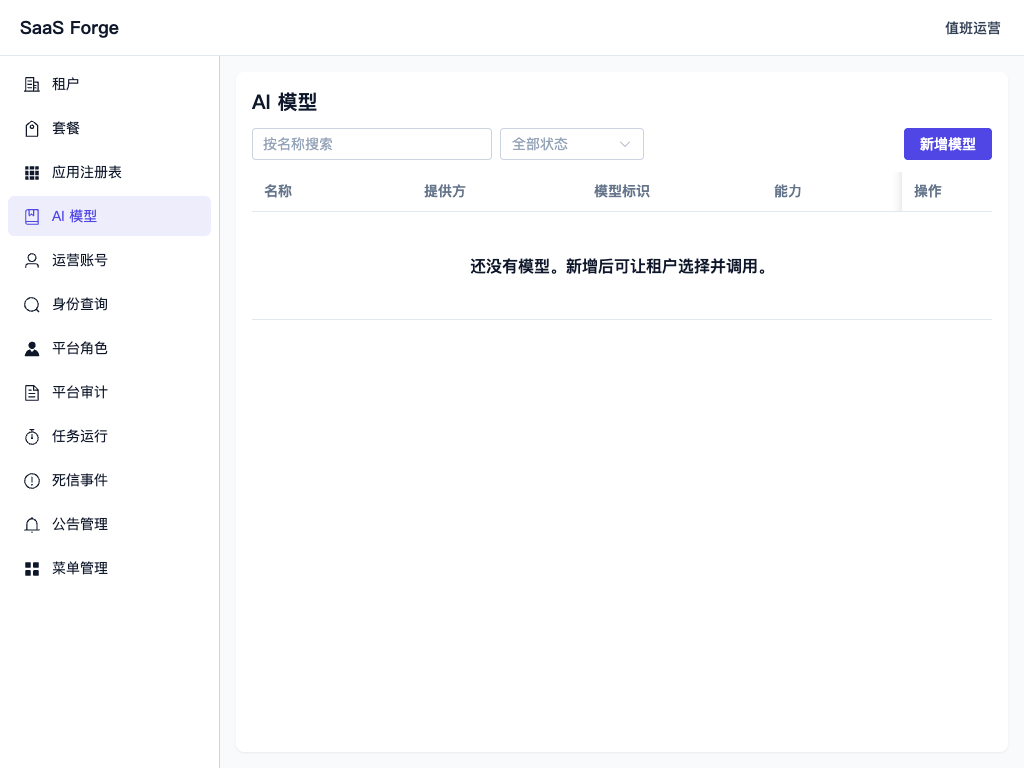 SaaS Forge
值班运营
租户
套餐
应用注册表
AI 模型
运营账号
身份查询
平台角色
平台审计
任务运行
死信事件
公告管理
菜单管理
AI 模型
按名称搜索
全部状态
新增模型
名称 提供方 模型标识 能力 操作
还没有模型。新增后可让租户选择并调用。